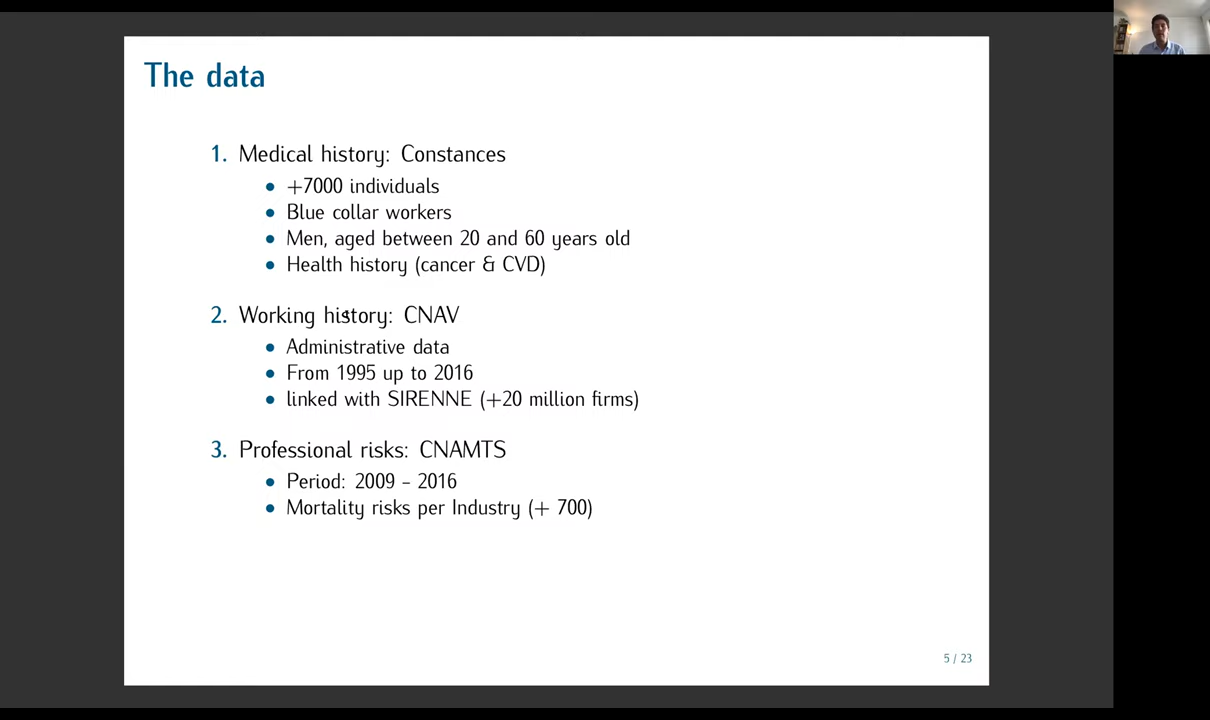 The data
1. Medical history: Constances
• +7000 individuals
• Blue collar workers
• Men, aged between 20 and 60 years old
• Health history (cancer & CVD)
2. Working history: CNAV
• Administrative data
• From 1995 up to 2016
• linked with SIRENNE (+20 million firms)
3. Professional risks: CNAMTS
• Period: 2009 – 2016
• Mortality risks per Industry (+ 700)
5 / 23